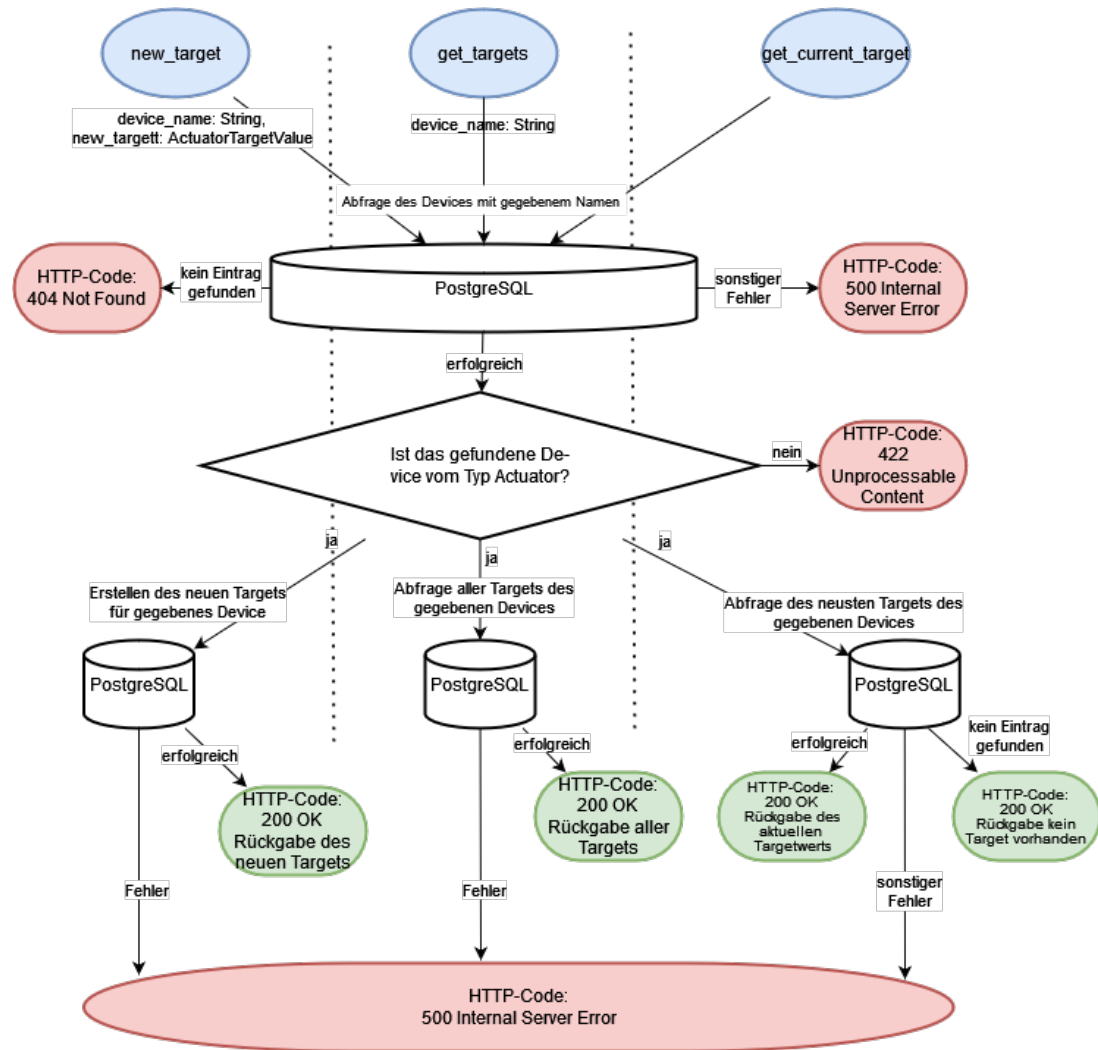 new_target
get_targets
get_current_target
device_name: String,
new_targett: ActuatorTargetValue
device_name: String
Abfrage des Devices mit gegebenem Namen
HTTP-Code:
404 Not Found
kein Eintrag
gefunden
PostgreSQL
sonstiger
Fehler
HTTP-Code:
500 Internal
Server Error
erfolgreich
Ist das gefundene De-
vice vom Typ Actuator?
nein
HTTP-Code:
422
Unprocessable
Content
ja
ja
ja
Erstellen des neuen Targets
für gegebenes Device
Abfrage aller Targets des
gegebenen Devices
Abfrage des neusten Targets des
gegebenen Devices
PostgreSQL
PostgreSQL
PostgreSQL
erfolgreich
erfolgreich
erfolgreich
kein Eintrag
gefunden
HTTP-Code:
200 OK
Rückgabe des
neuen Targets
HTTP-Code:
200 OK
Rückgabe aller
Targets
HTTP-Code:
200 OK
Rückgabe des
aktuellen
Targetwerts
HTTP-Code:
200 OK
Rückgabe kein
Target vorhanden
Fehler
Fehler
sonstiger
Fehler
HTTP-Code:
500 Internal Server Error